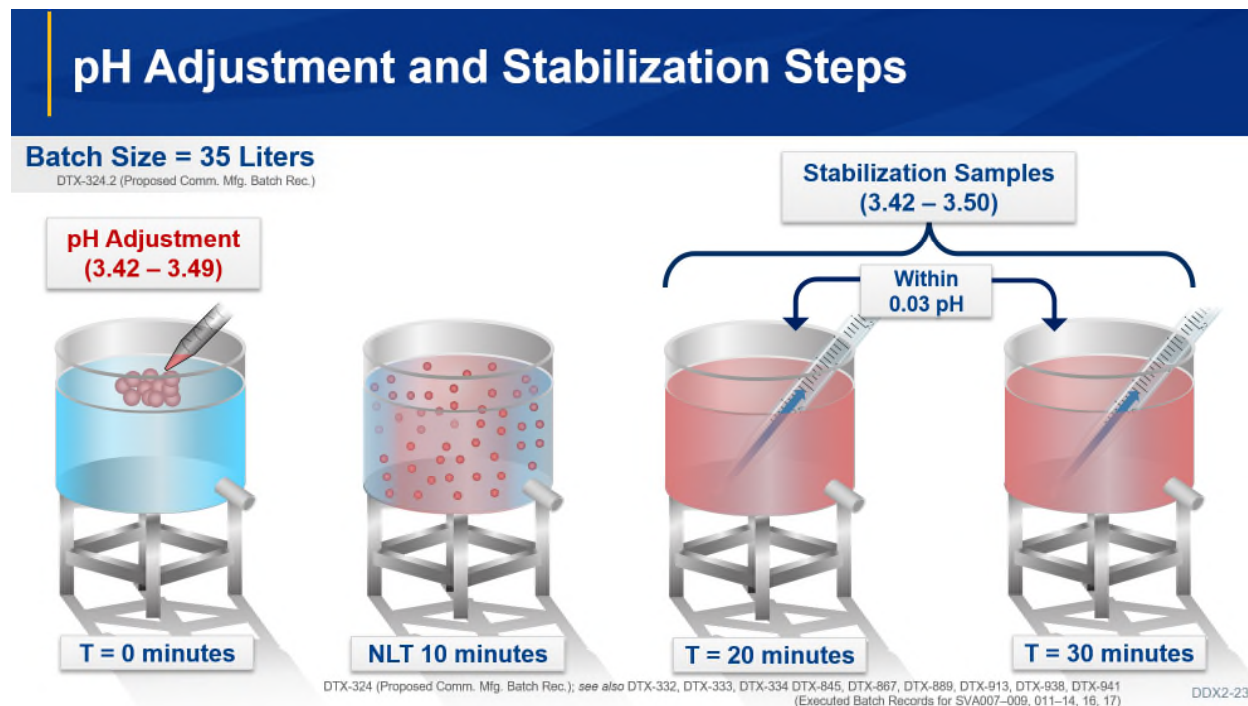 pH Adjustment and Stabilization Steps
Batch Size = 35 Liters
DTX-324.2 (Proposed Comm. Mfg. Batch Rec.)
pH Adjustment
(3.42 – 3.49)
Stabilization Samples
(3.42 – 3.50)
Within
0.03 pH
T = 0 minutes
NLT 10 minutes
T = 20 minutes
T = 30 minutes
DTX-324 (Proposed Comm. Mfg. Batch Rec.); see also DTX-332, DTX-333, DTX-334 DTX-845, DTX-867, DTX-889, DTX-913, DTX-938, DTX-941
(Executed Batch Records for SVA007–009, 011–14, 16, 17)
DDX2-23